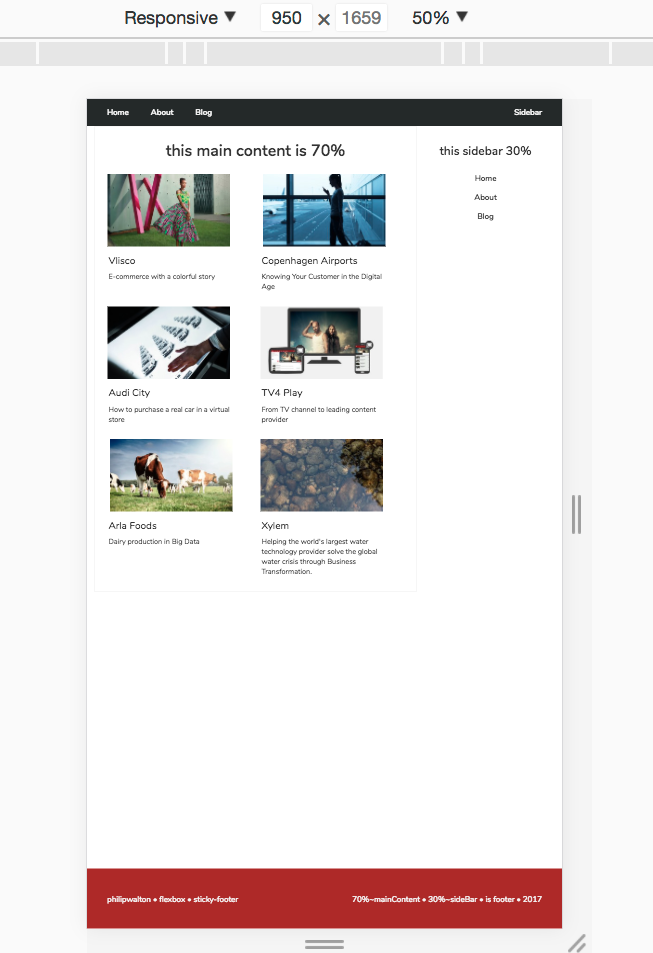 Responsive ▼ 950 × 1659 50% ▼
Home About Blog Sidebar
this main content is 70%
this sidebar 30%
Home
About
Blog
Vlisco
E-commerce with a colorful story
Copenhagen Airports
Knowing Your Customer in the Digital
Age
Audi City
How to purchase a real car in a virtual
store
TV4 Play
From TV channel to leading content
provider
Arla Foods
Dairy production in Big Data
Xylem
Helping the world's largest water
technology provider solve the global
water crisis through Business
Transformation.
philipwalton • flexbox • sticky-footer
70%~mainContent • 30%~sideBar • is footer • 2017